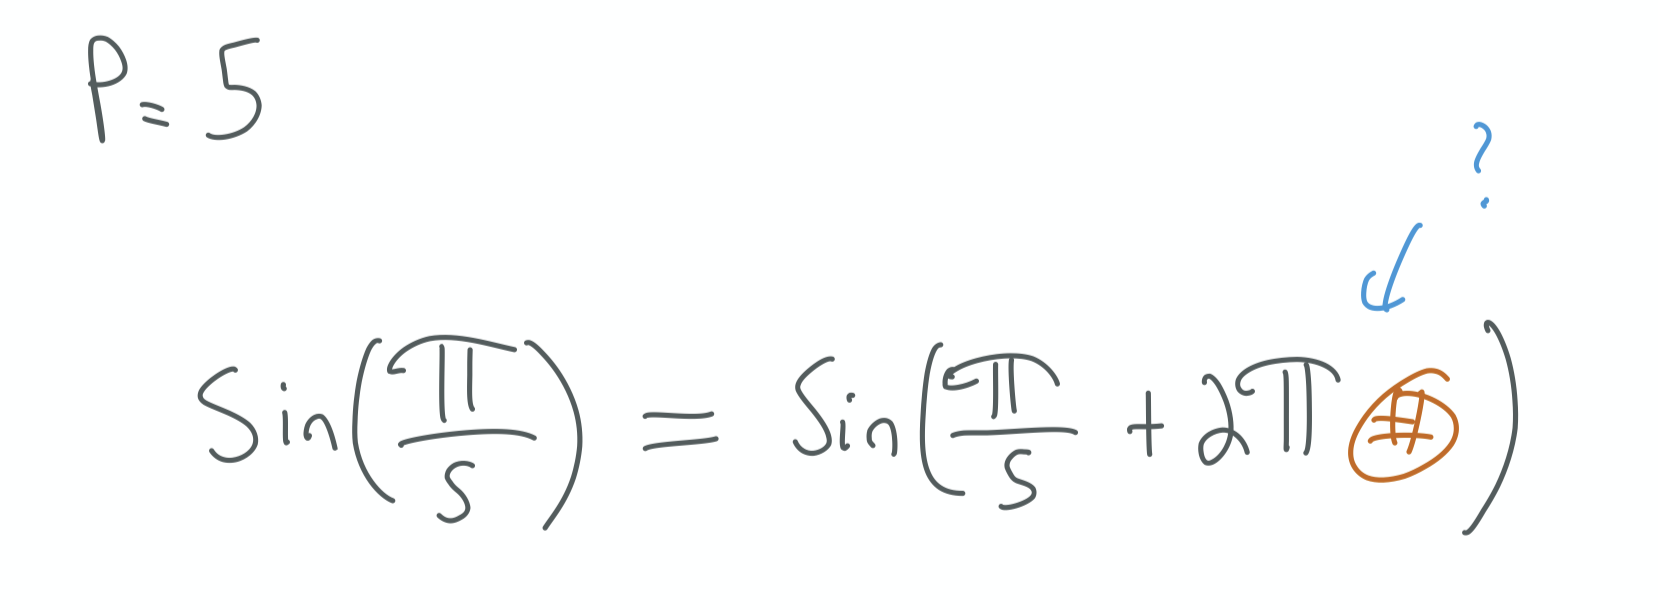 P = 5
?
Sin(π/5) = Sin(π/5 + 2π #)